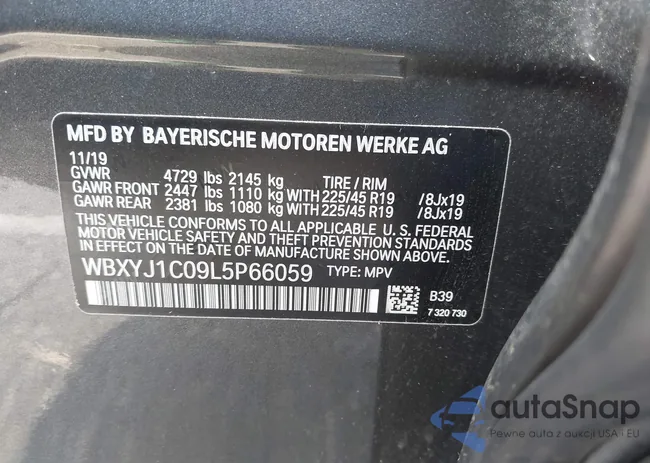 MFD BY BAYERISCHE MOTOREN WERKE AG
11/19
GVWR 4729 lbs 2145 kg TIRE / RIM
GAWR FRONT 2447 lbs 1110 kg WITH 225/45 R19 /8Jx19
GAWR REAR 2381 lbs 1080 kg WITH 225/45 R19 /8Jx19
THIS VEHICLE CONFORMS TO ALL APPLICABLE U. S. FEDERAL
MOTOR VEHICLE SAFETY AND THEFT PREVENTION STANDARDS
IN EFFECT ON THE DATE OF MANUFACTURE SHOWN ABOVE.
WBXYJ1C09L5P66059 TYPE: MPV
B39
7 320 730
autoSnap
Pewne auta z aukcji USA - EU